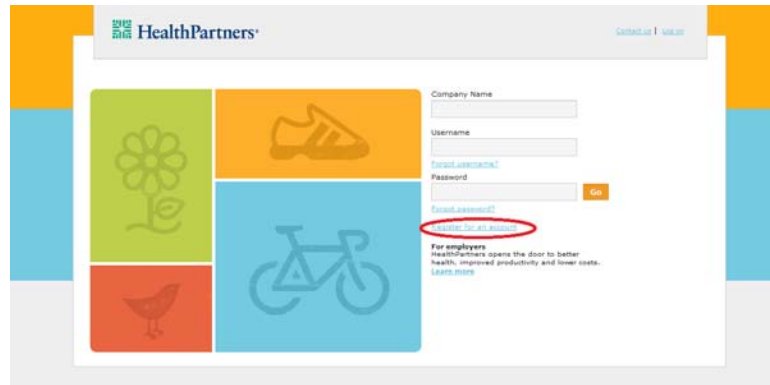 HealthPartners®
Contact us | Log on
Company Name
Username
Forgot username?
Password
Go
Forgot password?
Register for an account
For employers
HealthPartners opens the door to better
health, improved productivity and lower costs.
Learn more